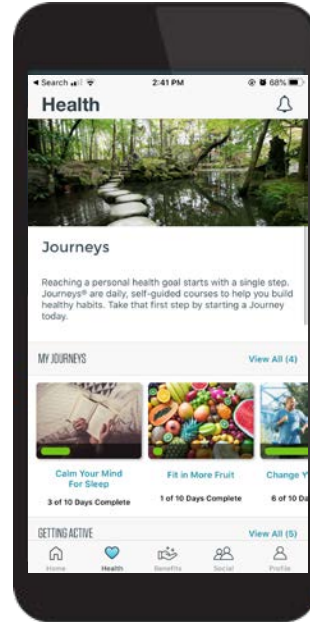 Search 2:41 PM 68%
Health
Journeys
Reaching a personal health goal starts with a single step.
Journeys® are daily, self-guided courses to help you build
healthy habits. Take that first step by starting a Journey
today.
MY JOURNEYS View All (4)
Calm Your Mind
For Sleep
Fit in More Fruit
Change Y
3 of 10 Days Complete
1 of 10 Days Complete
6 of 10 Da
GETTING ACTIVE View All (5)
Home Health Benefits Social Profile